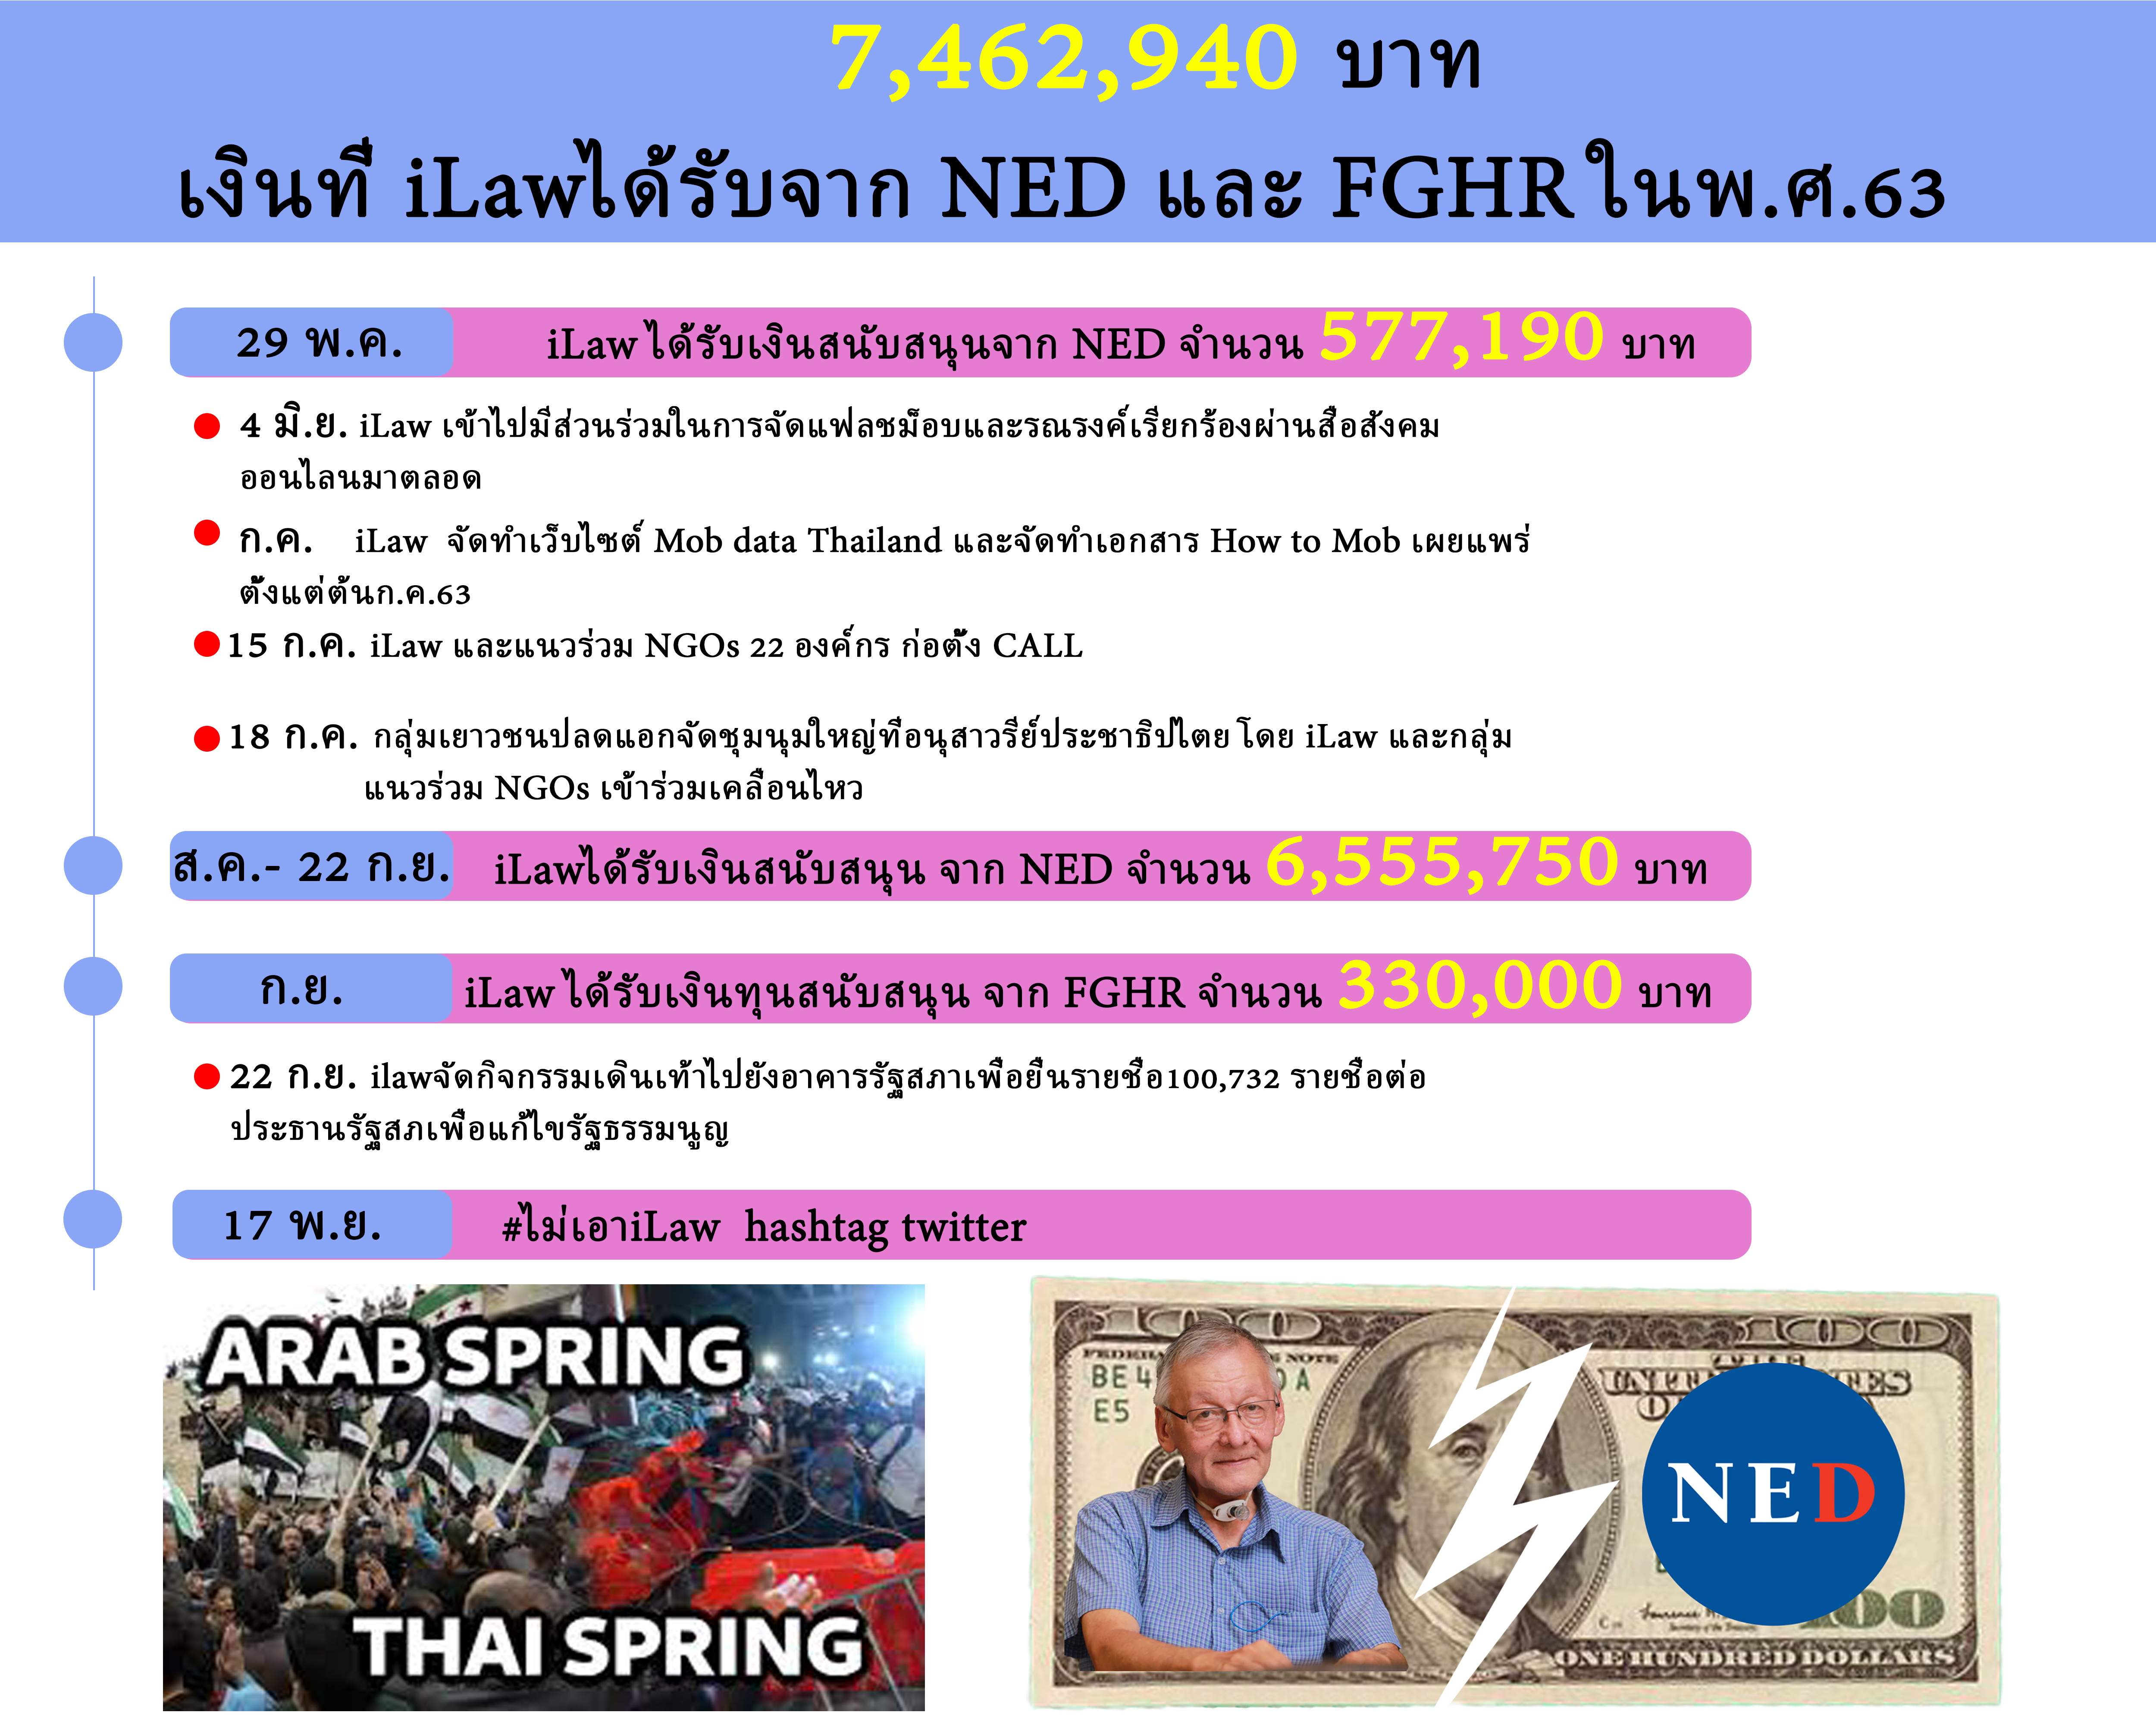 7,462,940 บาท
เงินที่ iLawได้รับจาก NED และ FGHR ในพ.ศ.63
29 พ.ค. iLaw ได้รับเงินสนับสนุนจาก NED จำนวน 577,190 บาท
4 มิ.ย. iLaw เข้าไปมีส่วนร่วมในการจัดแฟลชม็อบและรณรงค์เรียกร้องผ่านสื่อสังคม
ออนไลนมาตลอด
ก.ค. iLaw จัดทำเว็บไซต์ Mob data Thailand และจัดทำเอกสาร How to Mob เผยแพร่
ตั้งแต่ต้นก.ค.63
15 ก.ค. iLaw และแนวร่วม NGOs 22 องค์กร ก่อตั้ง CALL
18 ก.ค. กลุ่มเยาวชนปลดแอกจัดชุมนุมใหญ่ที่อนุสาวรีย์ประชาธิปไตย โดย iLaw และกลุ่ม
แนวร่วม NGOs เข้าร่วมเคลื่อนไหว
ส.ค.- 22 ก.ย. iLawได้รับเงินสนับสนุน จาก NED จำนวน 6,555,750 บาท
ก.ย. iLaw ได้รับเงินทุนสนับสนุน จาก FGHR จำนวน 330,000 บาท
22 ก.ย. ilawจัดกิจกรรมเดินเท้าไปยังอาคารรัฐสภาเพื่อยื่นรายชื่อ100,732 รายชื่อต่อ
ประธานรัฐสภเพื่อแก้ไขรัฐธรรมนูญ
17 พ.ย. #ไม่เอาiLaw hashtag twitter
ARAB SPRING
THAI SPRING
100
100
NOTE
BE4
A
E5
NED
00
ONE HUNDRED DOLLARS